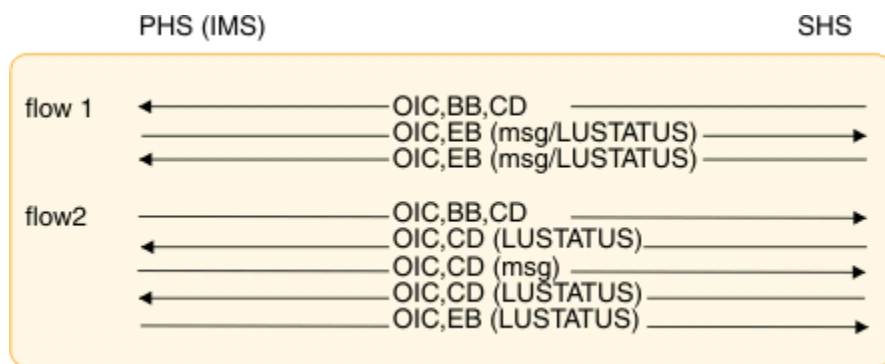 PHS (IMS) SHS
flow 1 OIC,BB,CD
OIC,EB (msg/LUSTATUS)
OIC,EB (msg/LUSTATUS)
flow2 OIC,BB,CD
OIC,CD (LUSTATUS)
OIC,CD (msg)
OIC,CD (LUSTATUS)
OIC,EB (LUSTATUS)